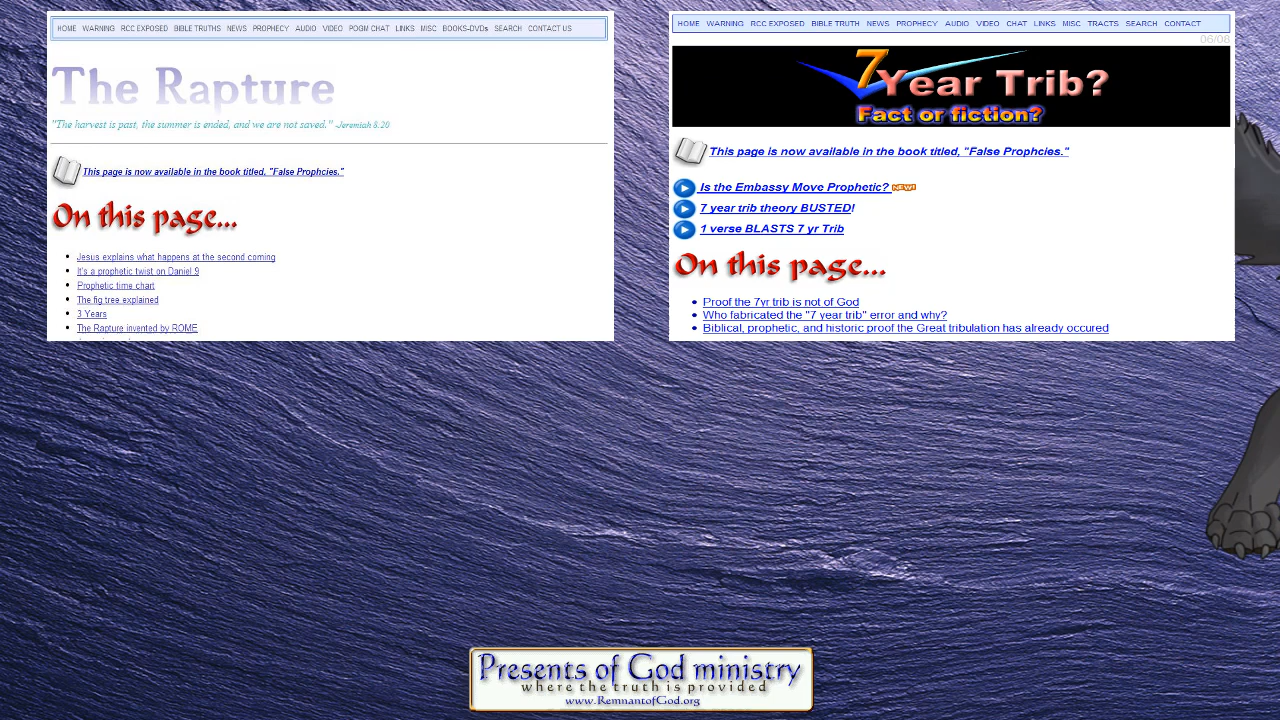 HOME WARNING RCC EXPOSED BIBLE TRUTHS NEWS PROPHECY AUDIO VIDEO POGM CHAT LINKS MISC BOOKS-DVDs SEARCH CONTACT US
The Rapture
"The harvest is past, the summer is ended, and we are not saved." -Jeremiah 8:20
This page is now available in the book titled, "False Prophcies."
On this page...
Jesus explains what happens at the second coming
It's a prophetic twist on Daniel 9
Prophetic time chart
The fig tree explained
3 Years
The Rapture invented by ROME
HOME WARNING RCC EXPOSED BIBLE TRUTH NEWS PROPHECY AUDIO VIDEO CHAT LINKS MISC TRACTS SEARCH CONTACT
06/08
7 Year Trib?
Fact or fiction?
This page is now available in the book titled, "False Prophcies."
Is the Embassy Move Prophetic? NEW!
7 year trib theory BUSTED!
1 verse BLASTS 7 yr Trib
On this page...
Proof the 7yr trib is not of God
Who fabricated the "7 year trib" error and why?
Biblical, prophetic, and historic proof the Great tribulation has already occured
Presents of God ministry
where the truth is provided
www.RemnantofGod.org